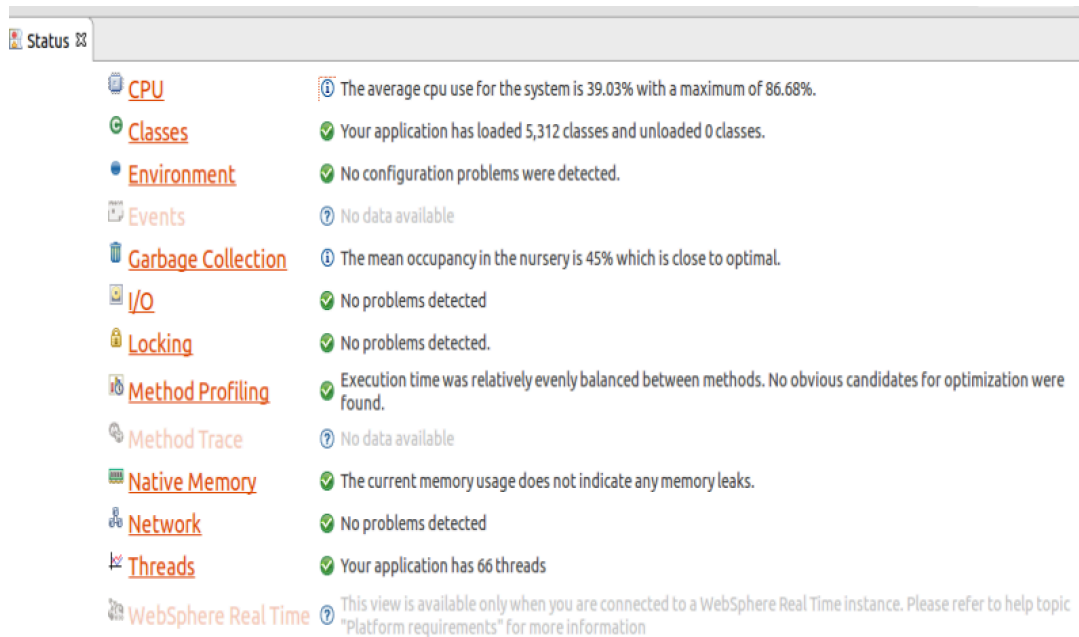 Status
CPU The average cpu use for the system is 39.03% with a maximum of 86.68%.
Classes Your application has loaded 5,312 classes and unloaded 0 classes.
Environment No configuration problems were detected.
Events No data available
Garbage Collection The mean occupancy in the nursery is 45% which is close to optimal.
I/O No problems detected
Locking No problems detected.
Method Profiling Execution time was relatively evenly balanced between methods. No obvious candidates for optimization were
found.
Method Trace No data available
Native Memory The current memory usage does not indicate any memory leaks.
Network No problems detected
Threads Your application has 66 threads
WebSphere Real Time This view is available only when you are connected to a WebSphere Real Time instance. Please refer to help topic
"Platform requirements" for more information